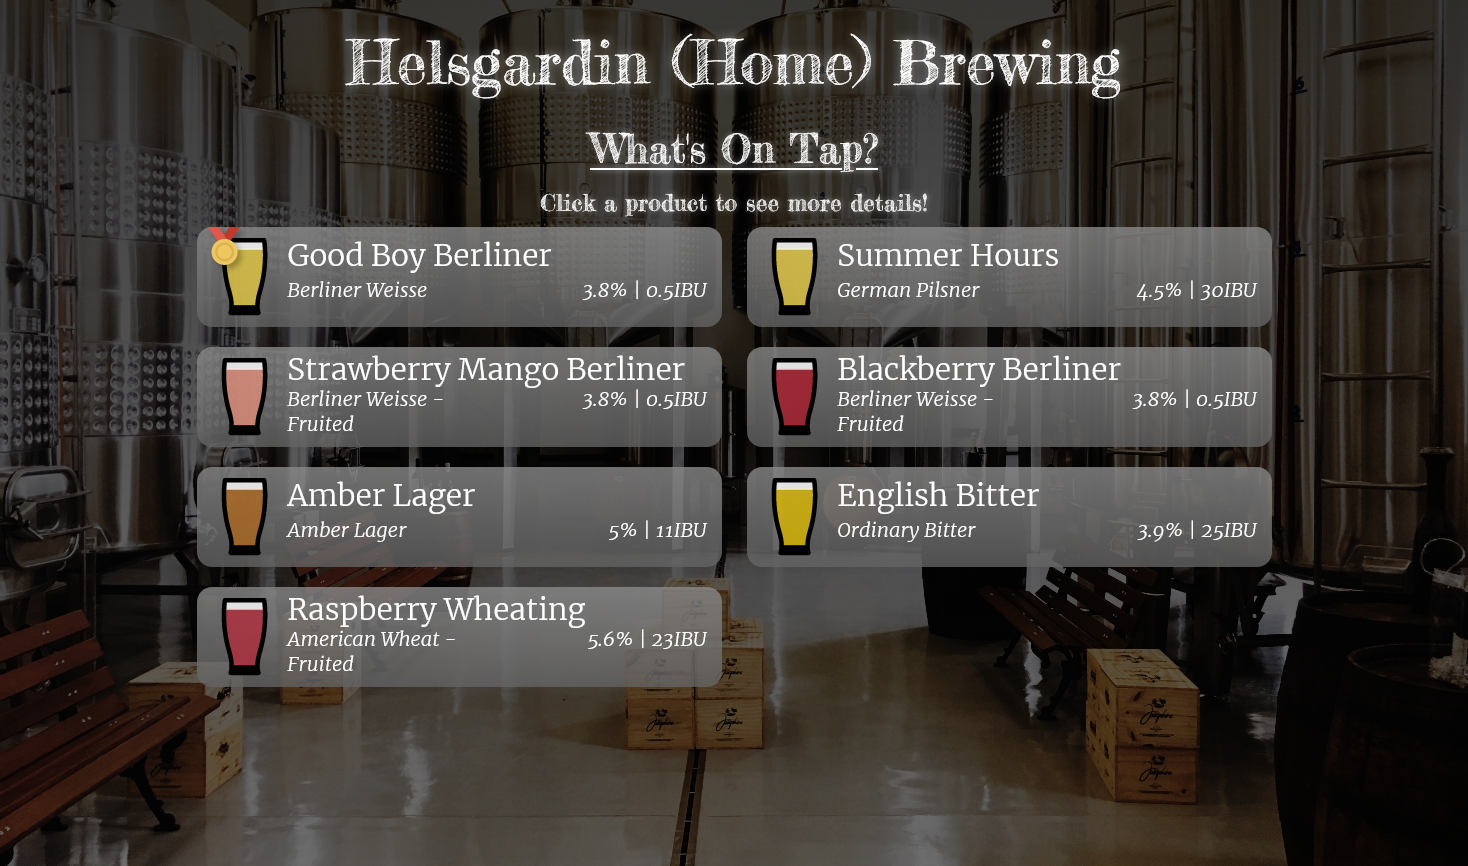 Helsgardin (Home) Brewing
What's On Tap?
Click a product to see more details!
Good Boy Berliner
Berliner Weisse 3.8% | 0.5IBU
Summer Hours
German Pilsner 4.5% | 30IBU
Strawberry Mango Berliner
Berliner Weisse - 3.8% | 0.5IBU
Fruited
Blackberry Berliner
Berliner Weisse - 3.8% | 0.5IBU
Fruited
Amber Lager
Amber Lager 5% | 11IBU
English Bitter
Ordinary Bitter 3.9% | 25IBU
Raspberry Wheating
American Wheat - 5.6% | 23IBU
Fruited